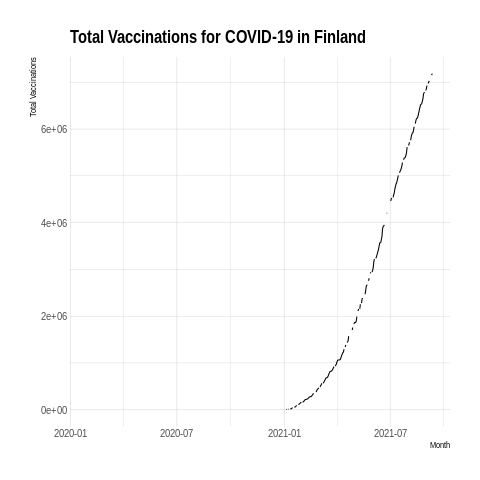 Total Vaccinations for COVID-19 in Finland
Total Vaccinations
6e+06
4e+06
2e+06
0e+00
2020-01 2020-07 2021-01 2021-07
Month